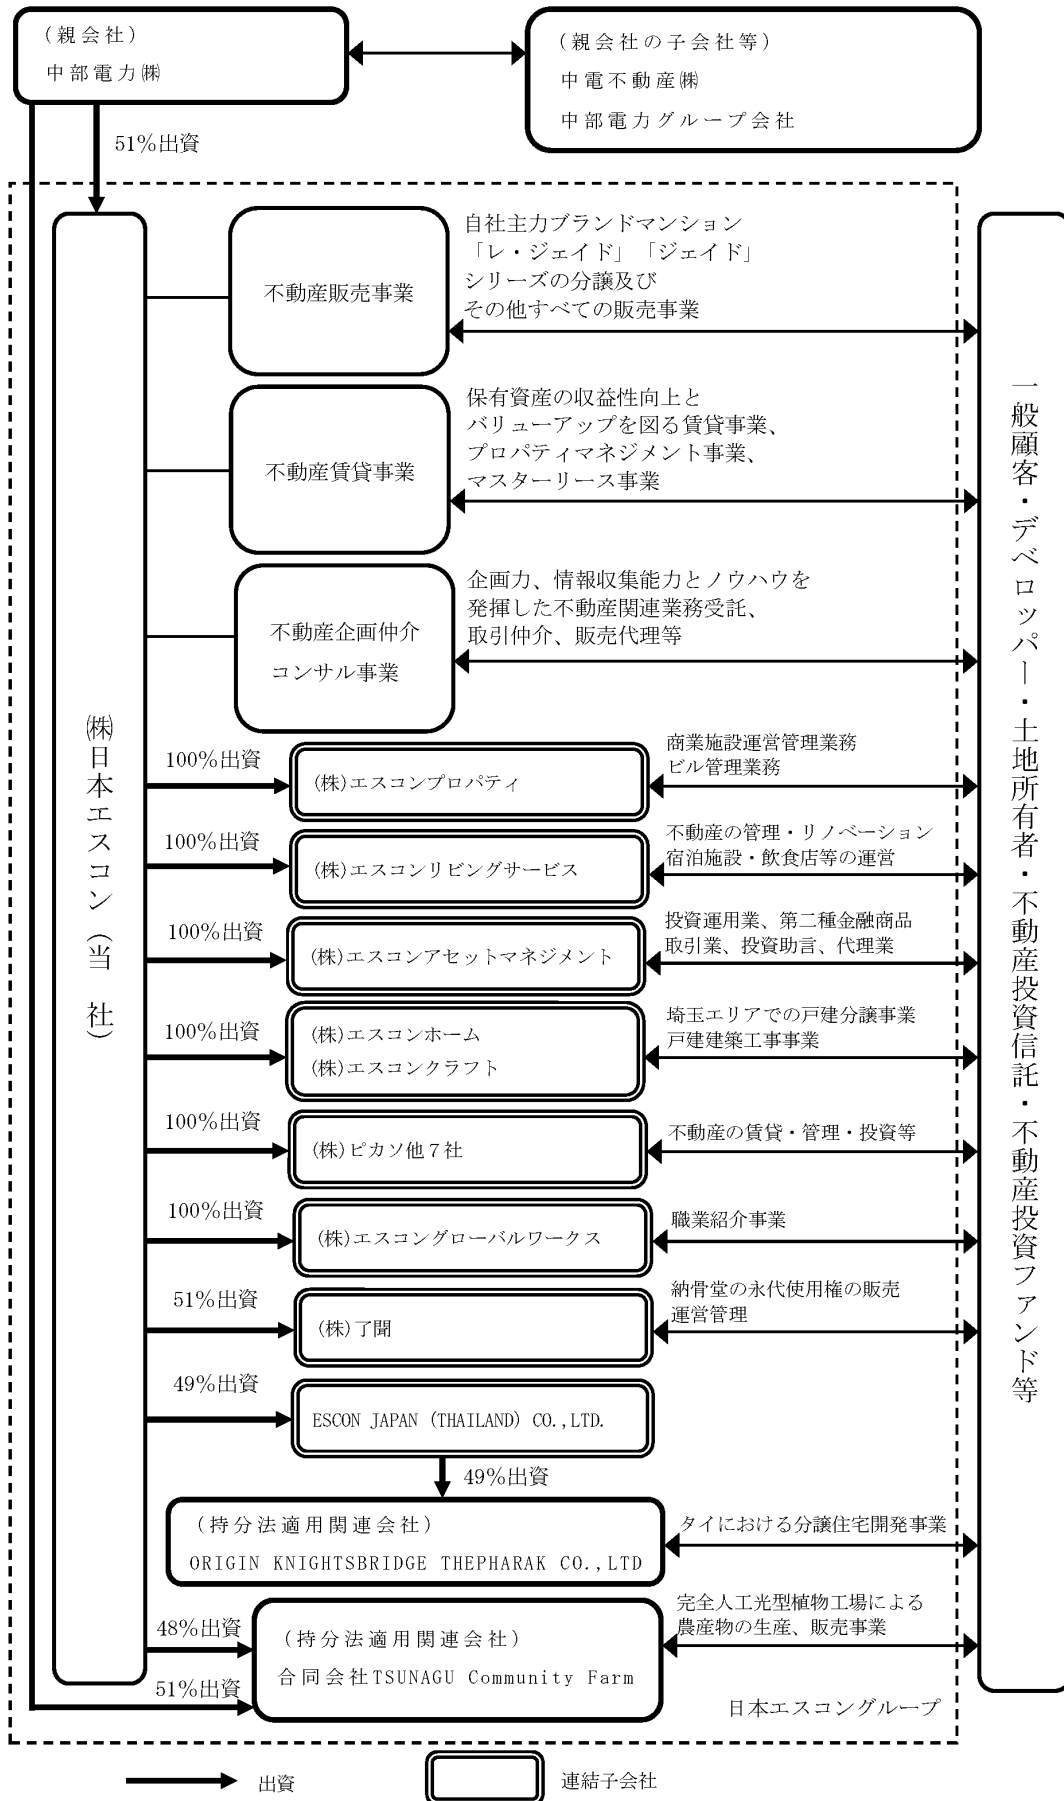 (親会社)
中部電力㈱
(親会社の子会社等)
中電不動産㈱
中部電力グループ会社
51%出資
㈱日本エスコン(当 社)
不動産販売事業
自社主力ブランドマンション
「レ・ジェイド」「ジェイド」
シリーズの分譲及び
その他すべての販売事業
不動産賃貸事業
保有資産の収益性向上と
バリューアップを図る賃貸事業、
プロパティマネジメント事業、
マスターリース事業
不動産企画仲介
コンサル事業
企画力、情報収集能力とノウハウを
発揮した不動産関連業務受託、
取引仲介、販売代理等
100%出資
(株)エスコンプロパティ
商業施設運営管理業務
ビル管理業務
100%出資
(株)エスコンリビングサービス
不動産の管理・リノベーション
宿泊施設・飲食店等の運営
100%出資
(株)エスコンアセットマネジメント
投資運用業、第二種金融商品
取引業、投資助言、代理業
100%出資
(株)エスコンホーム
(株)エスコンクラフト
埼玉エリアでの戸建分譲事業
戸建建築工事事業
100%出資
(株)ピカソ他7社
不動産の賃貸・管理・投資等
100%出資
(株)エスコングローバルワークス
職業紹介事業
51%出資
(株)了聞
納骨堂の永代使用権の販売
運営管理
49%出資
ESCON JAPAN (THAILAND) CO.,LTD.
49%出資
(持分法適用関連会社)
ORIGIN KNIGHTSBRIDGE THEPHARAK CO.,LTD
タイにおける分譲住宅開発事業
48%出資
51%出資
(持分法適用関連会社)
合同会社TSUNAGU Community Farm
完全人工光型植物工場による
農産物の生産、販売事業
日本エスコングループ
一般顧客・デベロッパー・土地所有者・不動産投資信託・不動産投資ファンド等
出資
連結子会社